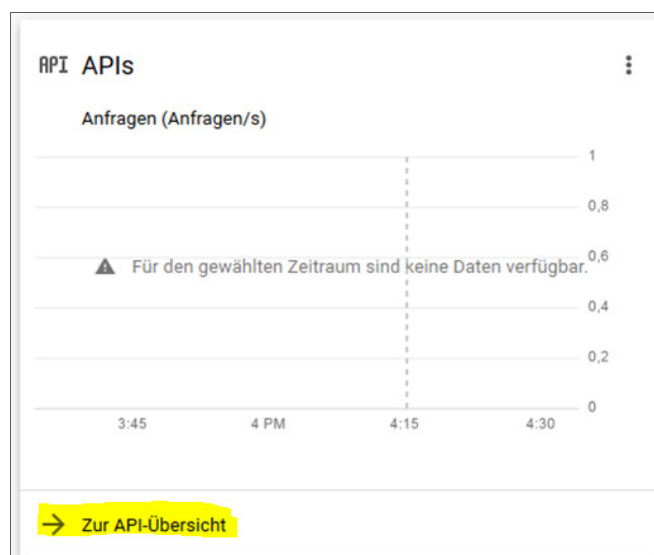 API APIs
Anfragen (Anfragen/s)
1
0,8
Für den gewählten Zeitraum sind keine Daten verfügbar.
0,6
0,4
0,2
0
3:45 4 PM 4:15 4:30
Zur API-Übersicht